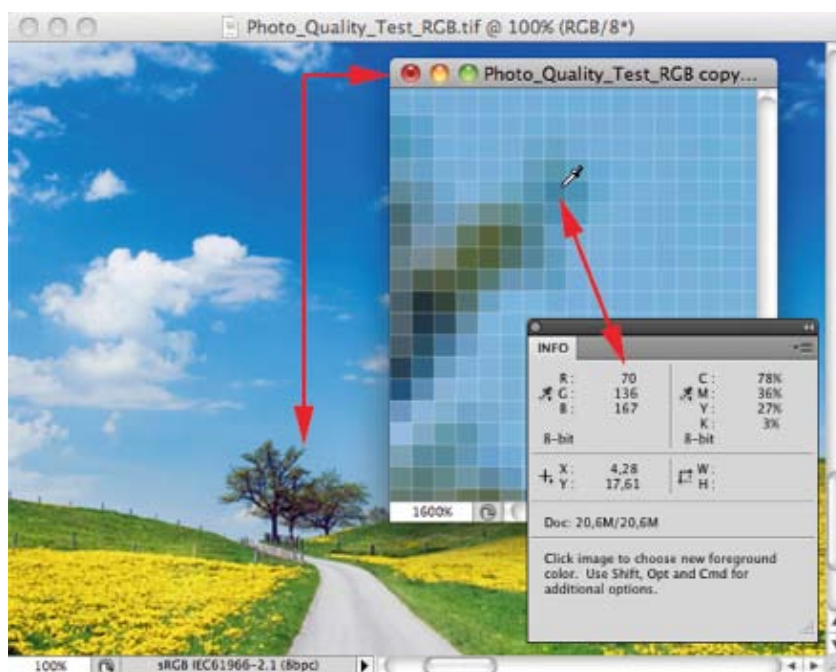 Photo_Quality_Test_RGB.tif @ 100% (RGB/8*)
Photo_Quality_Test_RGB copy...
INFO
R: 70
G: 136
B: 167
8-bit
C: 78%
M: 36%
Y: 27%
K: 3%
8-bit
X: 4,28
Y: 17,61
W:
H:
Doc: 20,6M/20,6M
Click image to choose new foreground
color. Use Shift, Opt and Cmd for
additional options.
1600%
100%
sRGB IEC61966-2.1 (8bpc)